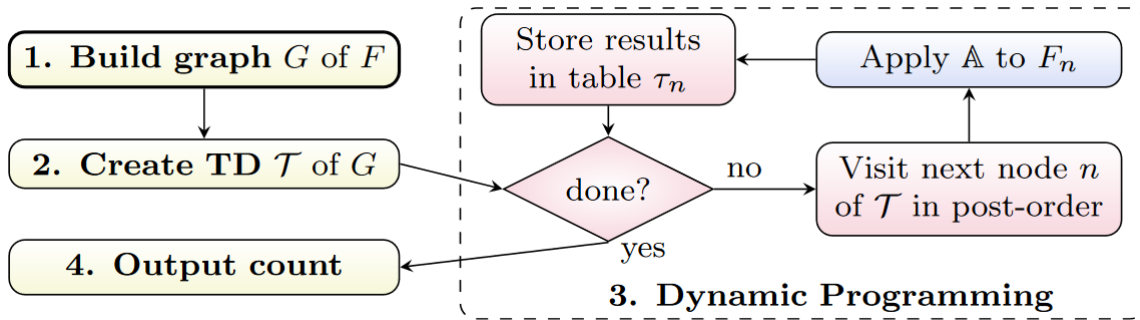 1. Build graph G of F
2. Create TD 𝒯 of G
4. Output count
Store results
in table τₙ
done?
no
yes
Apply 𝔸 to Fₙ
Visit next node n
of 𝒯 in post-order
3. Dynamic Programming